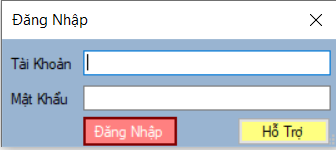 Đăng Nhập
Tài Khoản
Mật Khẩu
Đăng Nhập
Hỗ Trợ